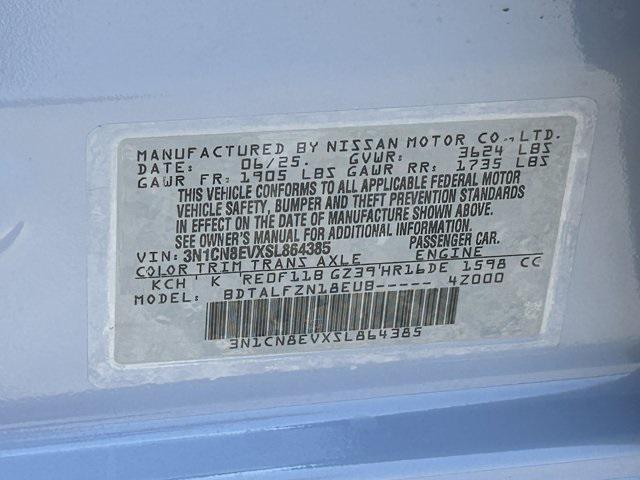 MANUFACTURED BY NISSAN MOTOR CO., LTD.
DATE: 06/25. GVWR: 3624 LBS
GAWR FR: 1905 LBS GAWR RR: 1735 LBS
THIS VEHICLE CONFORMS TO ALL APPLICABLE FEDERAL MOTOR
VEHICLE SAFETY, BUMPER AND THEFT PREVENTION STANDARDS
IN EFFECT ON THE DATE OF MANUFACTURE SHOWN ABOVE.
SEE OWNER'S MANUAL FOR ADDITIONAL INFORMATION.
VIN: 3N1CN8EVXSL864385 PASSENGER CAR.
COLOR TRIM TRANS AXLE ENGINE
KCH K RE0F11B GZ39 HR16DE 1598 CC
MODEL: BDTALFZN18EUB----- 4Z000
3N1CN8EVXSL864385